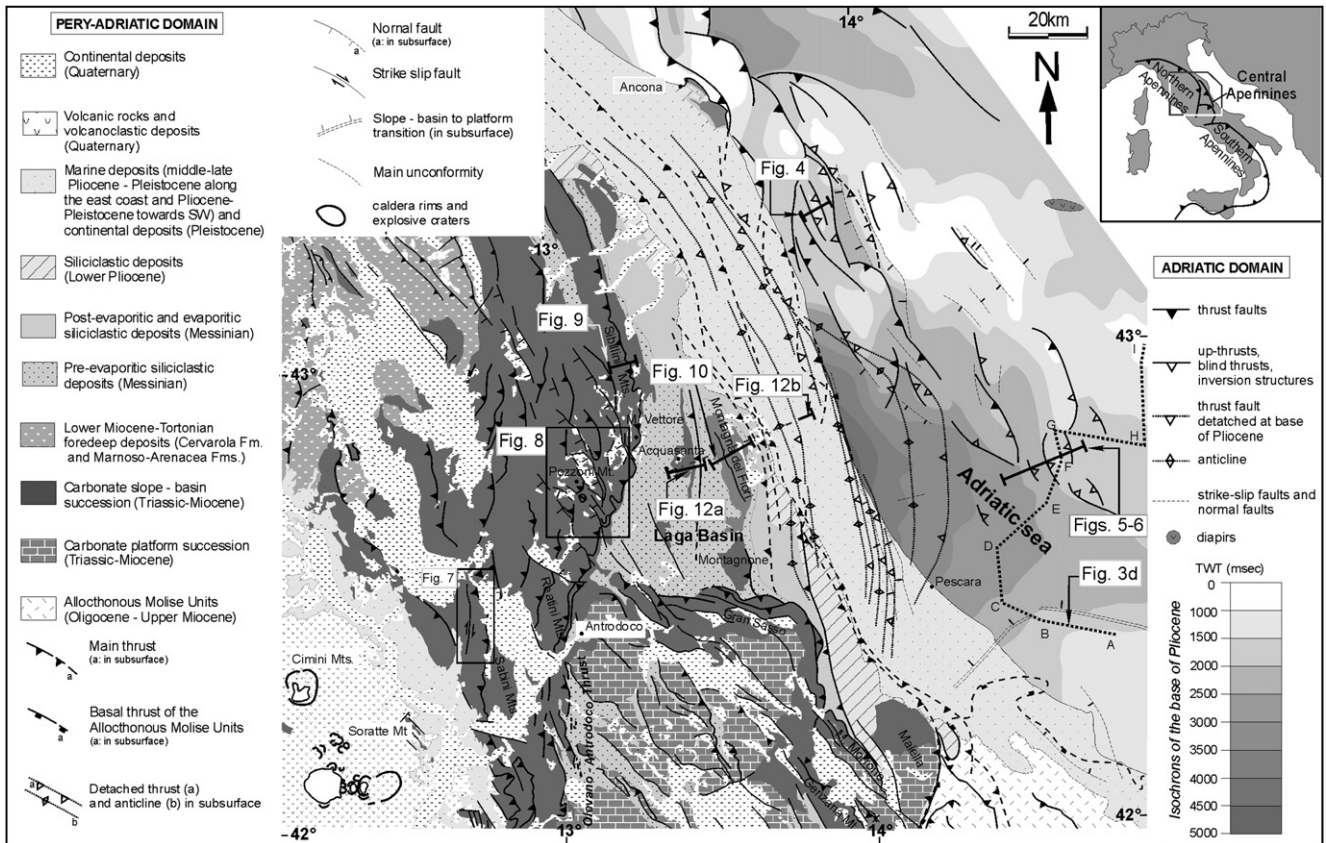 PERY-ADRIATIC DOMAIN
Continental deposits
(Quaternary)
Volcanic rocks and
volcanoclastic deposits
(Quaternary)
Marine deposits (middle-late
Pliocene - Pleistocene along
the east coast and Pliocene-
Pleistocene towards SW) and
continental deposits (Pleistocene)
Siliciclastic deposits
(Lower Pliocene)
Post-evaporitic and evaporitic
siliciclastic deposits (Messinian)
Pre-evaporitic siliciclastic
deposits (Messinian)
Lower Miocene-Tortonian
foredeep deposits (Cervarola Fm.
and Marnoso-Arenacea Fms.)
Carbonate slope - basin
succession (Triassic-Miocene)
Carbonate platform succession
(Triassic-Miocene)
Allocthonous Molise Units
(Oligocene - Upper Miocene)
Main thrust
(a: in subsurface)
a
Basal thrust of the
Allocthonous Molise Units
(a: in subsurface)
a
Detached thrust (a)
and anticline (b) in subsurface
a
b
Normal fault
(a: in subsurface)
a
Strike slip fault
Slope - basin to platform
transition (in subsurface)
Main unconformity
caldera rims and
explosive craters
14°
20km
N
Northern
Apennines
Central
Apennines
Southern
Apennines
Ancona
Fig. 4
13°
Fig. 9
Sibillini Mts.
43°
43°
Fig. 10
Fig. 12b
M. Vettore
Montagna dei Fiori
Fig. 8
Acquasanta
Pozzoni Mt.
Fig. 12a
Laga Basin
Montagnone
Adriatic sea
I
G
H
F
E
D
C
B
A
Figs. 5-6
Fig. 3d
Pescara
Fig. 7
Reatini Mts.
Antrodoco
Gran Sasso
Cimini Mts.
Sabini Mts.
Olevano - Antrodoco Thrust
Soratte Mt
Maiella
M. Morrone
42°
13°
14°
42°
ADRIATIC DOMAIN
thrust faults
up-thrusts,
blind thrusts,
inversion structures
thrust fault
detatched at base
of Pliocene
anticline
strike-slip faults and
normal faults
diapirs
TWT (msec)
0
1000
1500
2000
2500
3000
3500
4000
4500
5000
Isochrons of the base of Pliocene